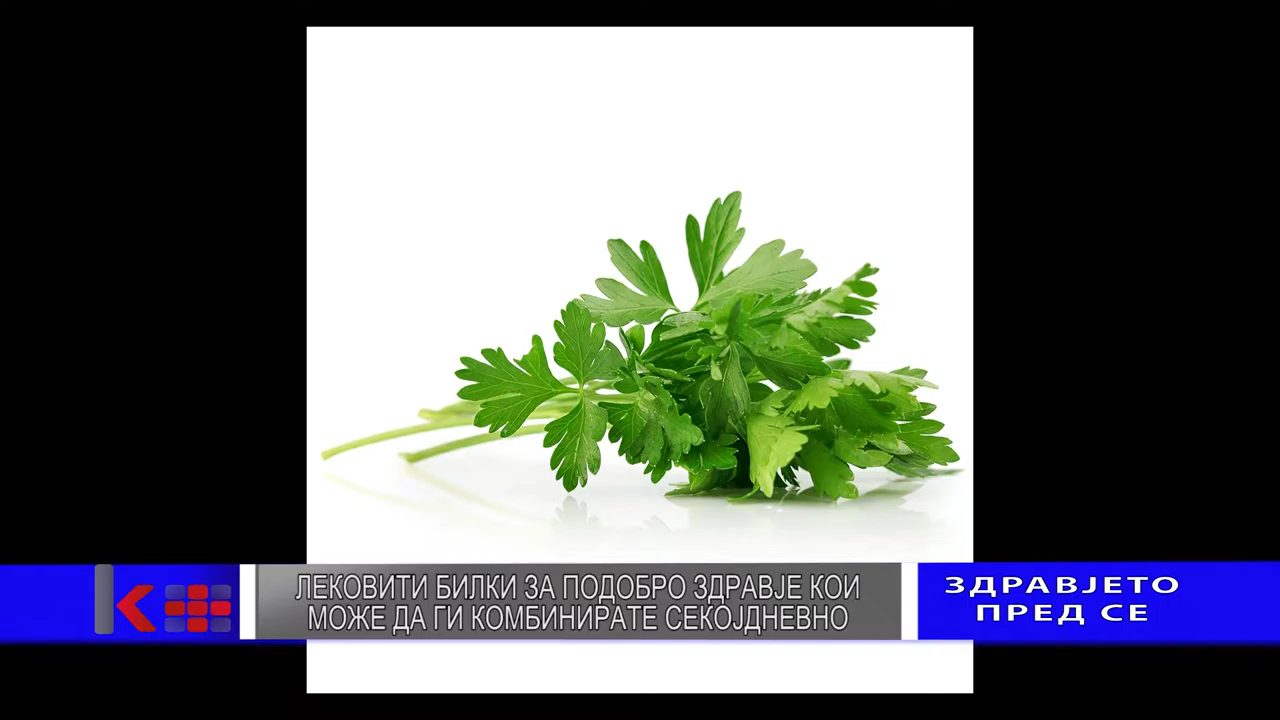 ЛЕКОВИТИ БИЛКИ ЗА ПОДОБРО ЗДРАВЈЕ КОИ
МОЖЕ ДА ГИ КОМБИНИРАТЕ СЕКОЈДНЕВНО
ЗДРАВЈЕТО
ПРЕД СЕ
K